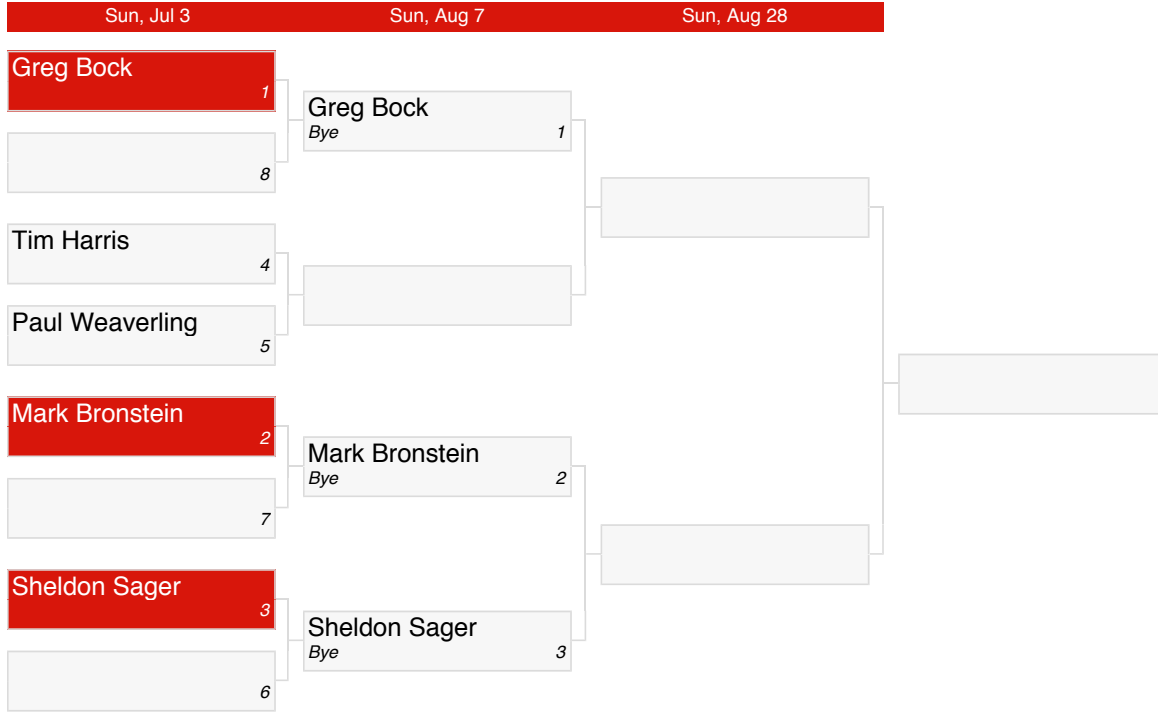 Sun, Jul 3
Sun, Aug 7
Sun, Aug 28
Greg Bock
1
8
Tim Harris
4
Paul Weaverling
5
Mark Bronstein
2
7
Sheldon Sager
3
6
Greg Bock
Bye 1
Mark Bronstein
Bye 2
Sheldon Sager
Bye 3